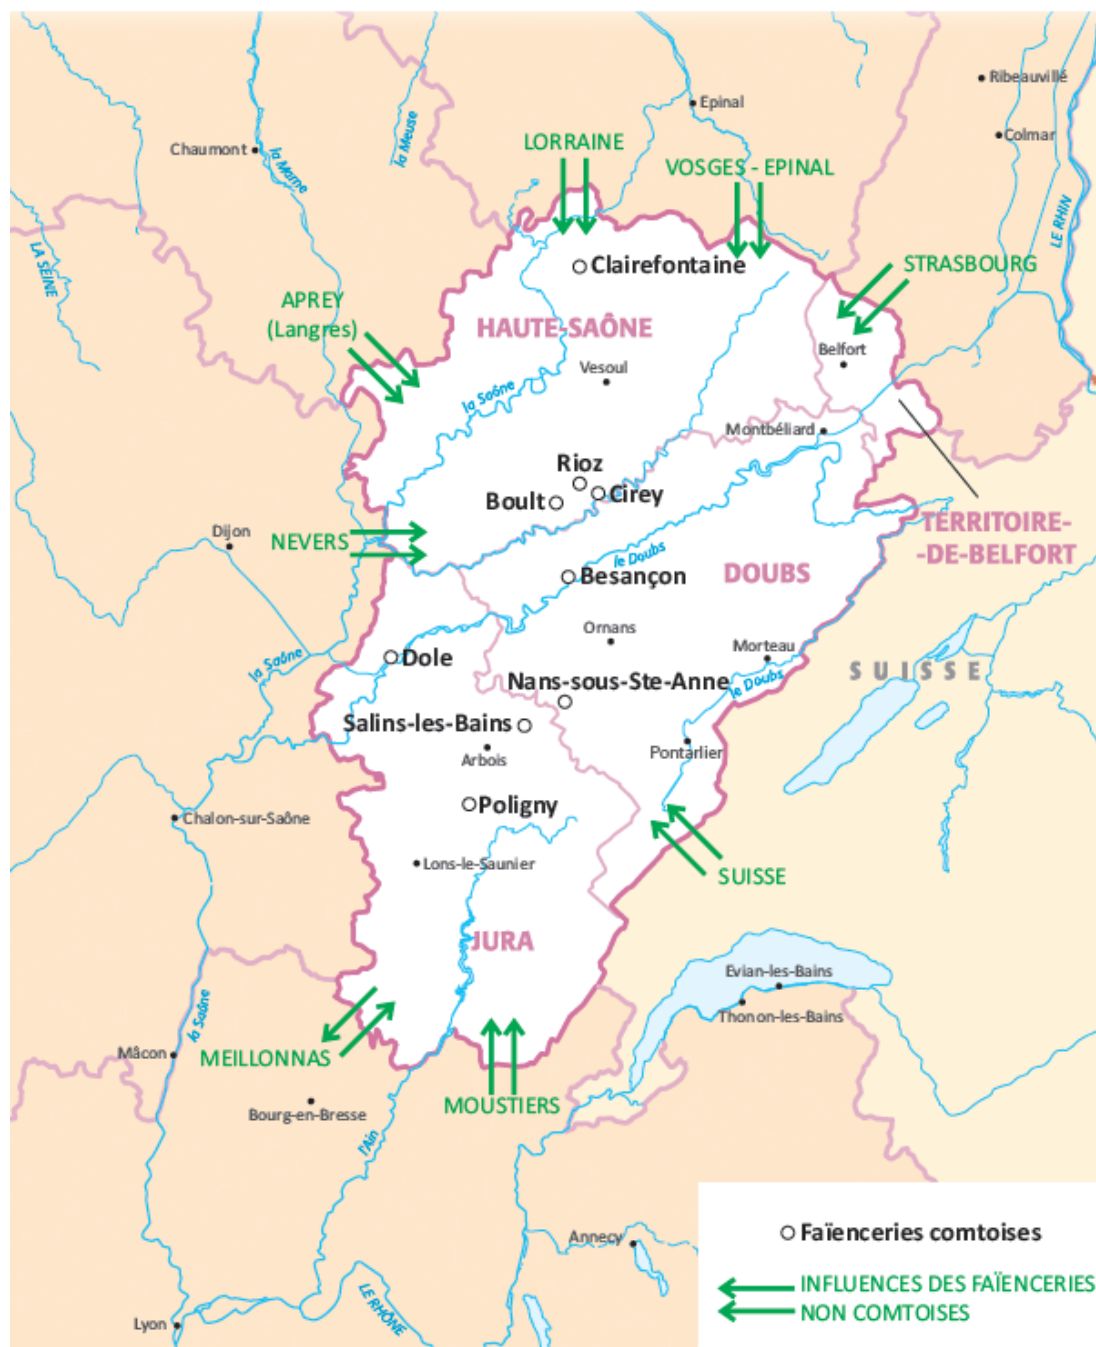 Ribeauvillé
Epinal
Colmar
LORRAINE
Chaumont
la Marne
la Meuse
VOSGES - EPINAL
LE RHIN
LA SEINE
Clairefontaine
STRASBOURG
APREY
(Langres)
HAUTE-SAÔNE
Belfort
Vesoul
la Saône
Montbéliard
Rioz
Cirey
Boult
TERRITOIRE-
-DE-BELFORT
Dijon
NEVERS
le Doubs
Besançon
DOUBS
Ornans
Morteau
Dole
la Saône
SUISSE
Nans-sous-Ste-Anne
le Doubs
Salins-les-Bains
Arbois
Pontarlier
Poligny
Chalon-sur-Saône
Lons-le-Saunier
SUISSE
JURA
Evian-les-Bains
Thonon-les-Bains
la Saône
Mâcon
MEILLONNAS
MOUSTIERS
Bourg-en-Bresse
l'Ain
Annecy
LE RHÔNE
Lyon
Faïenceries comtoises
INFLUENCES DES FAÏENCERIES
NON COMTOISES